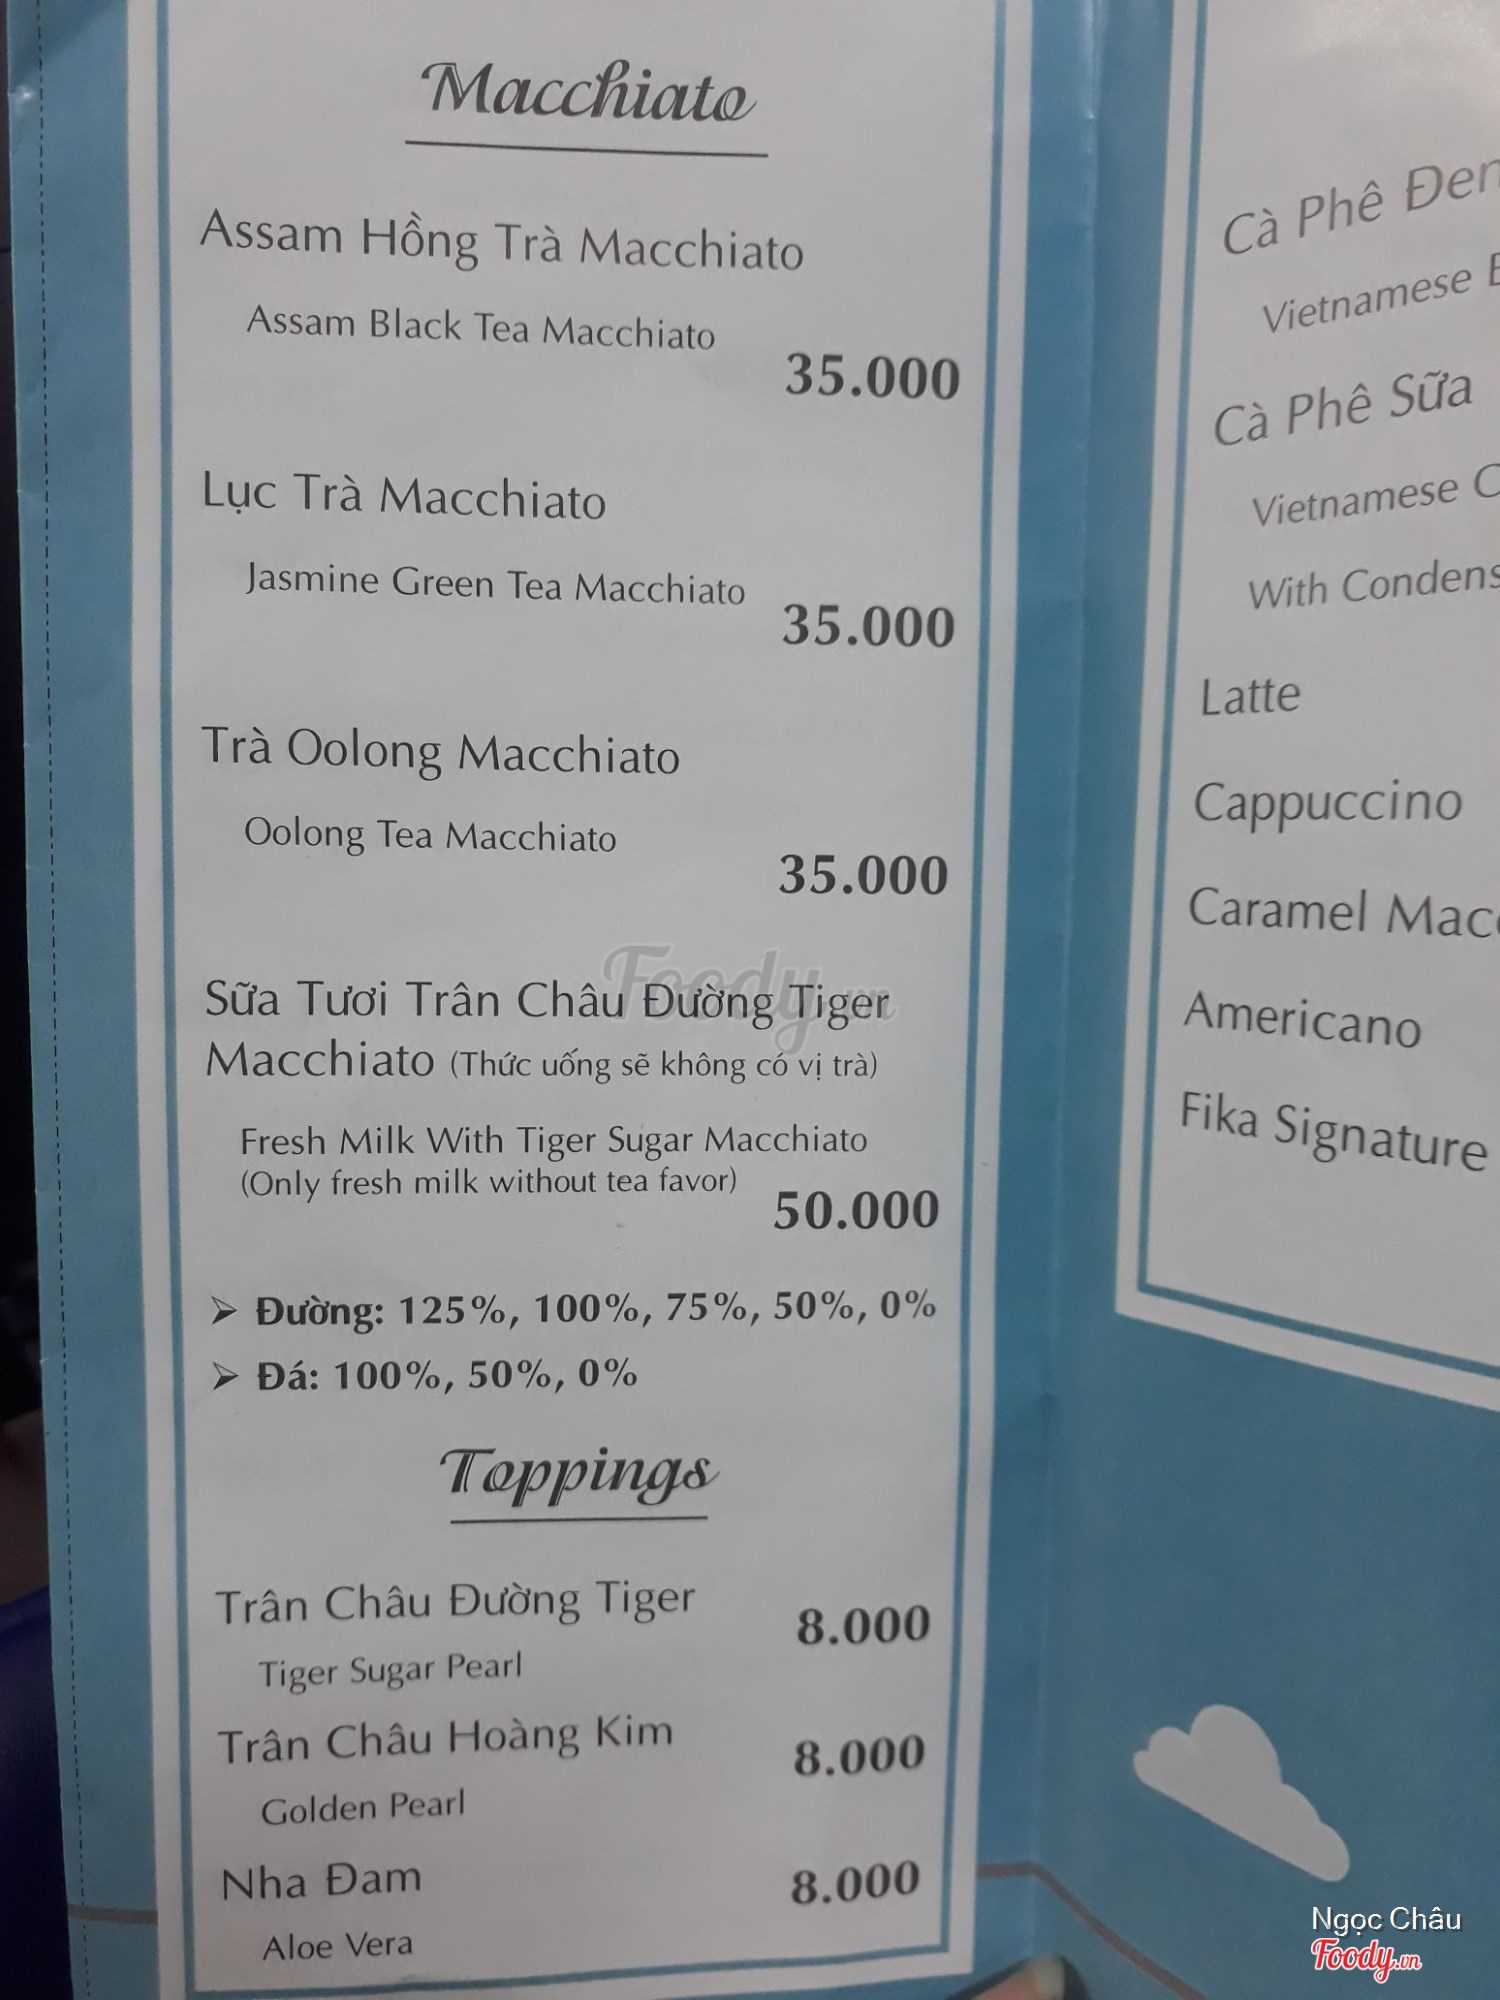 Macchiato
Assam Hồng Trà Macchiato
Assam Black Tea Macchiato
35.000
Lục Trà Macchiato
Jasmine Green Tea Macchiato
35.000
Trà Oolong Macchiato
Oolong Tea Macchiato
35.000
Sữa Tươi Trân Châu Đường Tiger
Macchiato (Thức uống sẽ không có vị trà)
Fresh Milk With Tiger Sugar Macchiato
(Only fresh milk without tea favor)
50.000
➢ Đường: 125%, 100%, 75%, 50%, 0%
➢ Đá: 100%, 50%, 0%
Toppings
Trân Châu Đường Tiger
8.000
Tiger Sugar Pearl
Trân Châu Hoàng Kim
8.000
Golden Pearl
Nha Đam
8.000
Aloe Vera
Cà Phê Đen
Vietnamese
Cà Phê Sữa
Vietnamese
With
Latte
Cappuccino
Caramel
Americano
Fika Signature
Foody.vn
Ngọc Châu
Foody.vn